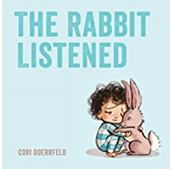 THE RABBIT
LISTENED
CORI DOERRFELD